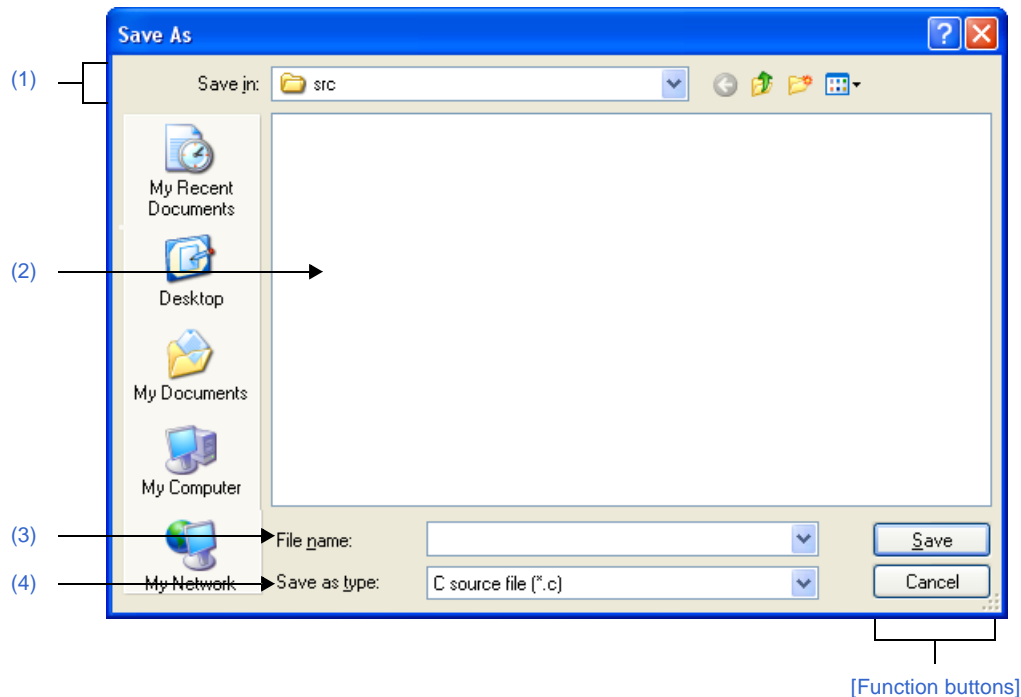 Save As
(1)
Save in:
src
My Recent
Documents
(2)
Desktop
My Documents
My Computer
(3)
File name:
Save
My Network
(4)
Save as type:
C source file (*.c)
Cancel
[Function buttons]